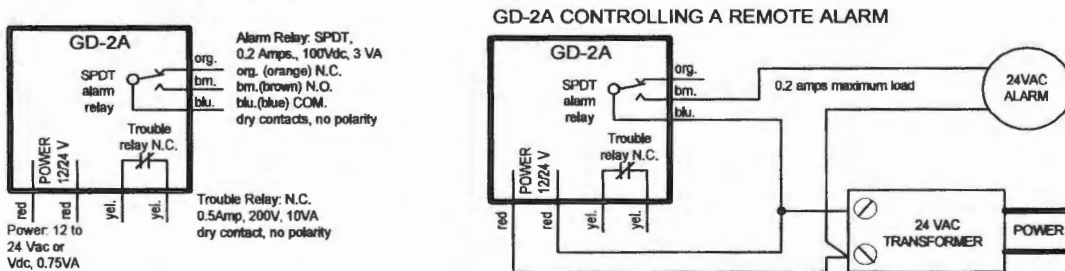 GD-2A
SPDT
alarm
relay
org.
brn.
blu.
Trouble
relay N.C.
POWER
12/24 V
red
red
yel.
yel.
Power: 12 to
24 Vac or
Vdc, 0.75VA
Alarm Relay: SPDT,
0.2 Amps., 100Vdc, 3 VA
org. (orange) N.C.
brn.(brown) N.O.
blu.(blue) COM.
dry contacts, no polarity
Trouble Relay: N.C.
0.5Amp, 200V, 10VA
dry contact, no polarity
GD-2A CONTROLLING A REMOTE ALARM
GD-2A
SPDT
alarm
relay
org.
brn.
blu.
Trouble
relay N.C.
POWER
12/24 V
red
red
yel.
yel.
0.2 amps maximum load
24VAC
ALARM
24 VAC
TRANSFORMER
POWER